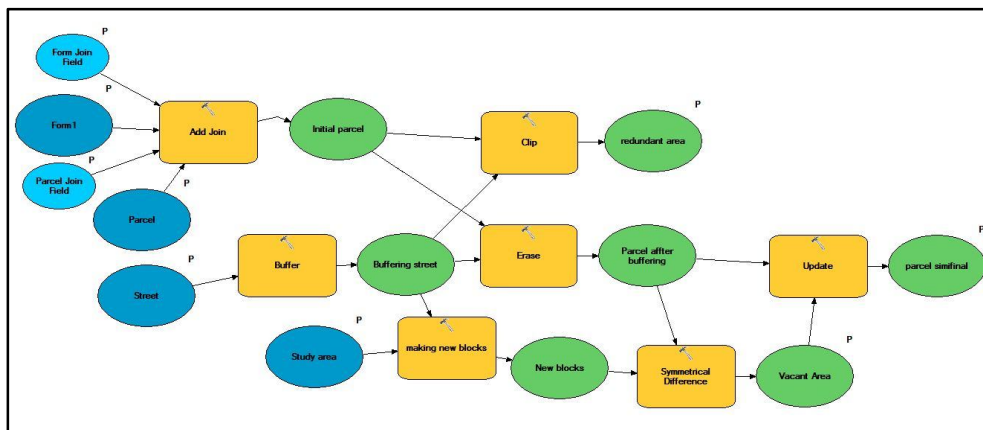 P
Form Join
Field
P
Form1
Add Join
Initial parcel
Clip
P
redundant area
P
Parcel Join
Field
P
Parcel
P
Street
Buffer
Buffering street
Erase
Parcel affter
buffering
Update
P
parcel simifinal
P
Study area
making new blocks
New blocks
Symmetrical
Difference
P
Vacant Area